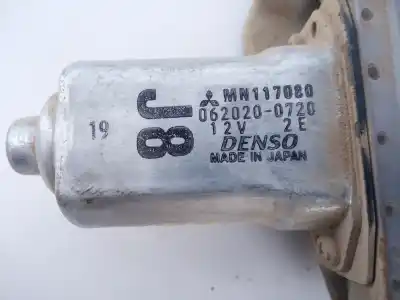 MN117080
062020-0720
12V 2E
DENSO
MADE IN JAPAN
19
J8